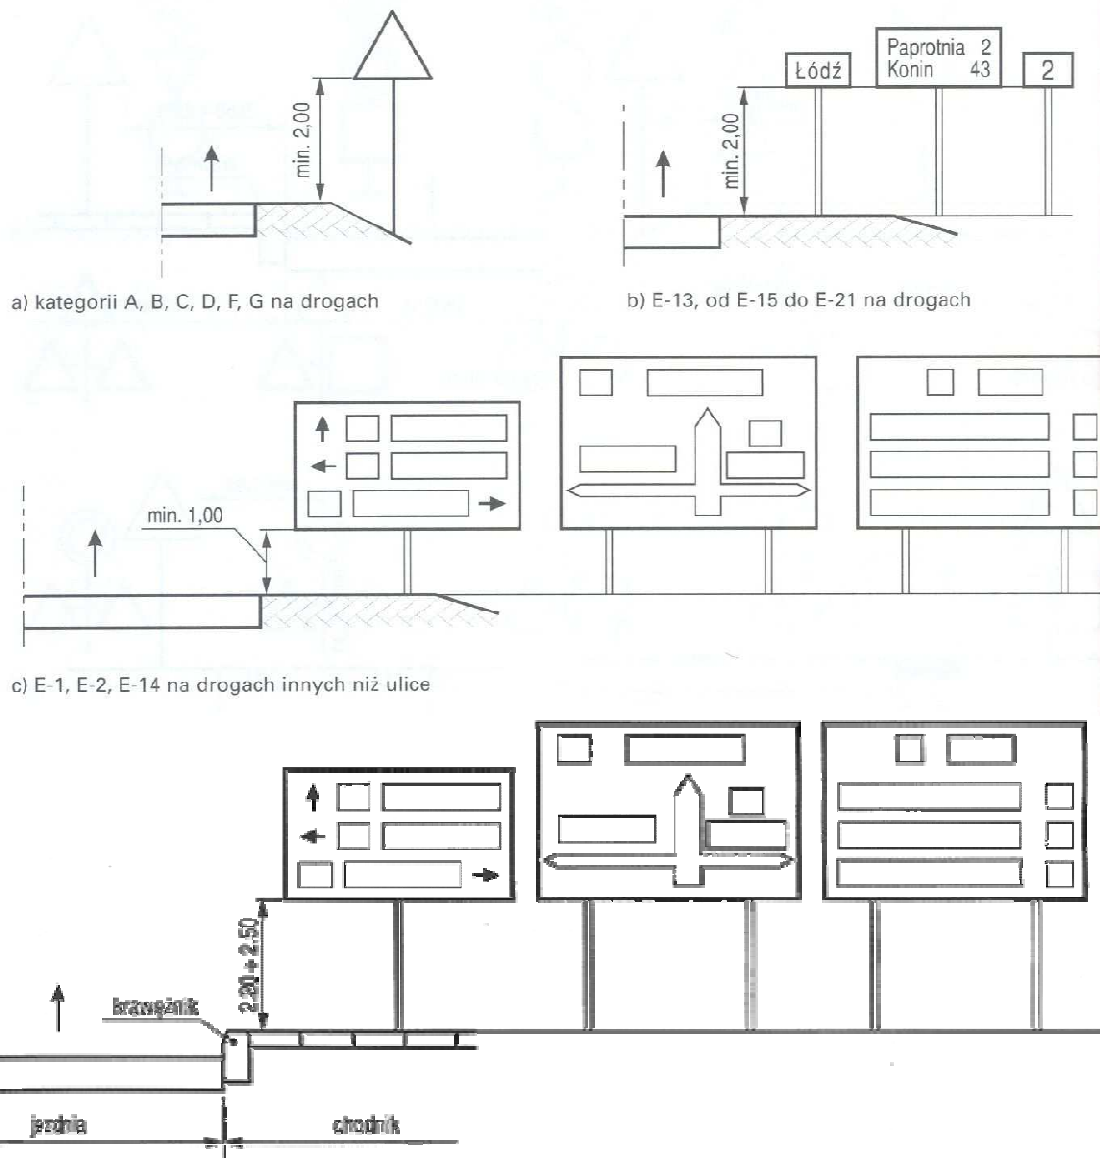 min. 2,00
a) kategorii A, B, C, D, F, G na drogach
Łódź
Paprotnia 2
Konin 43
2
min. 2,00
b) E-13, od E-15 do E-21 na drogach
min. 1,00
c) E-1, E-2, E-14 na drogach innych niż ulice
2.20 ÷ 2.50
krawężnik
jezdnia
chodnik